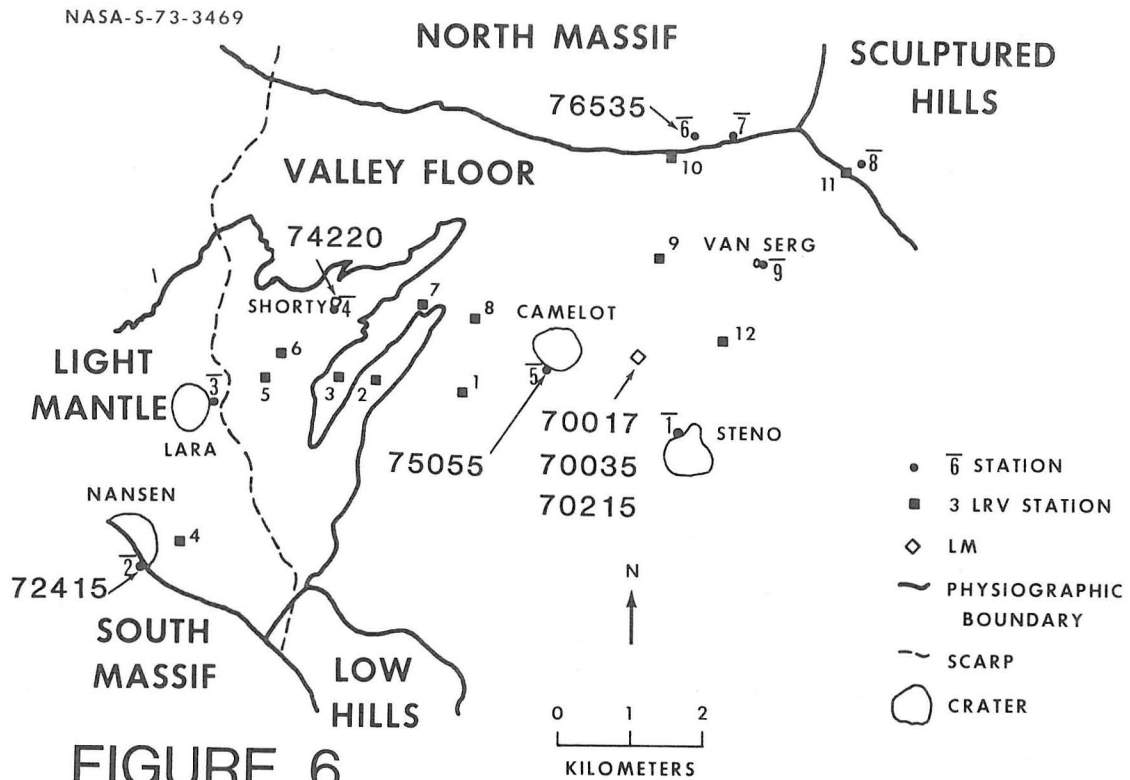 NASA-S-73-3469
NORTH MASSIF
SCULPTURED
HILLS
76535
6
7
8
10
11
VALLEY FLOOR
74220
9
VAN SERG
9
SHORTY
4
7
8
CAMELOT
12
6
5
LIGHT
MANTLE
3
5
3
2
1
LARA
70017
70035
70215
1
STENO
75055
NANSEN
4
2
72415
6 STATION
3 LRV STATION
LM
PHYSIOGRAPHIC
BOUNDARY
SCARP
CRATER
N
SOUTH
MASSIF
LOW
HILLS
0 1 2
KILOMETERS
FIGURE 6